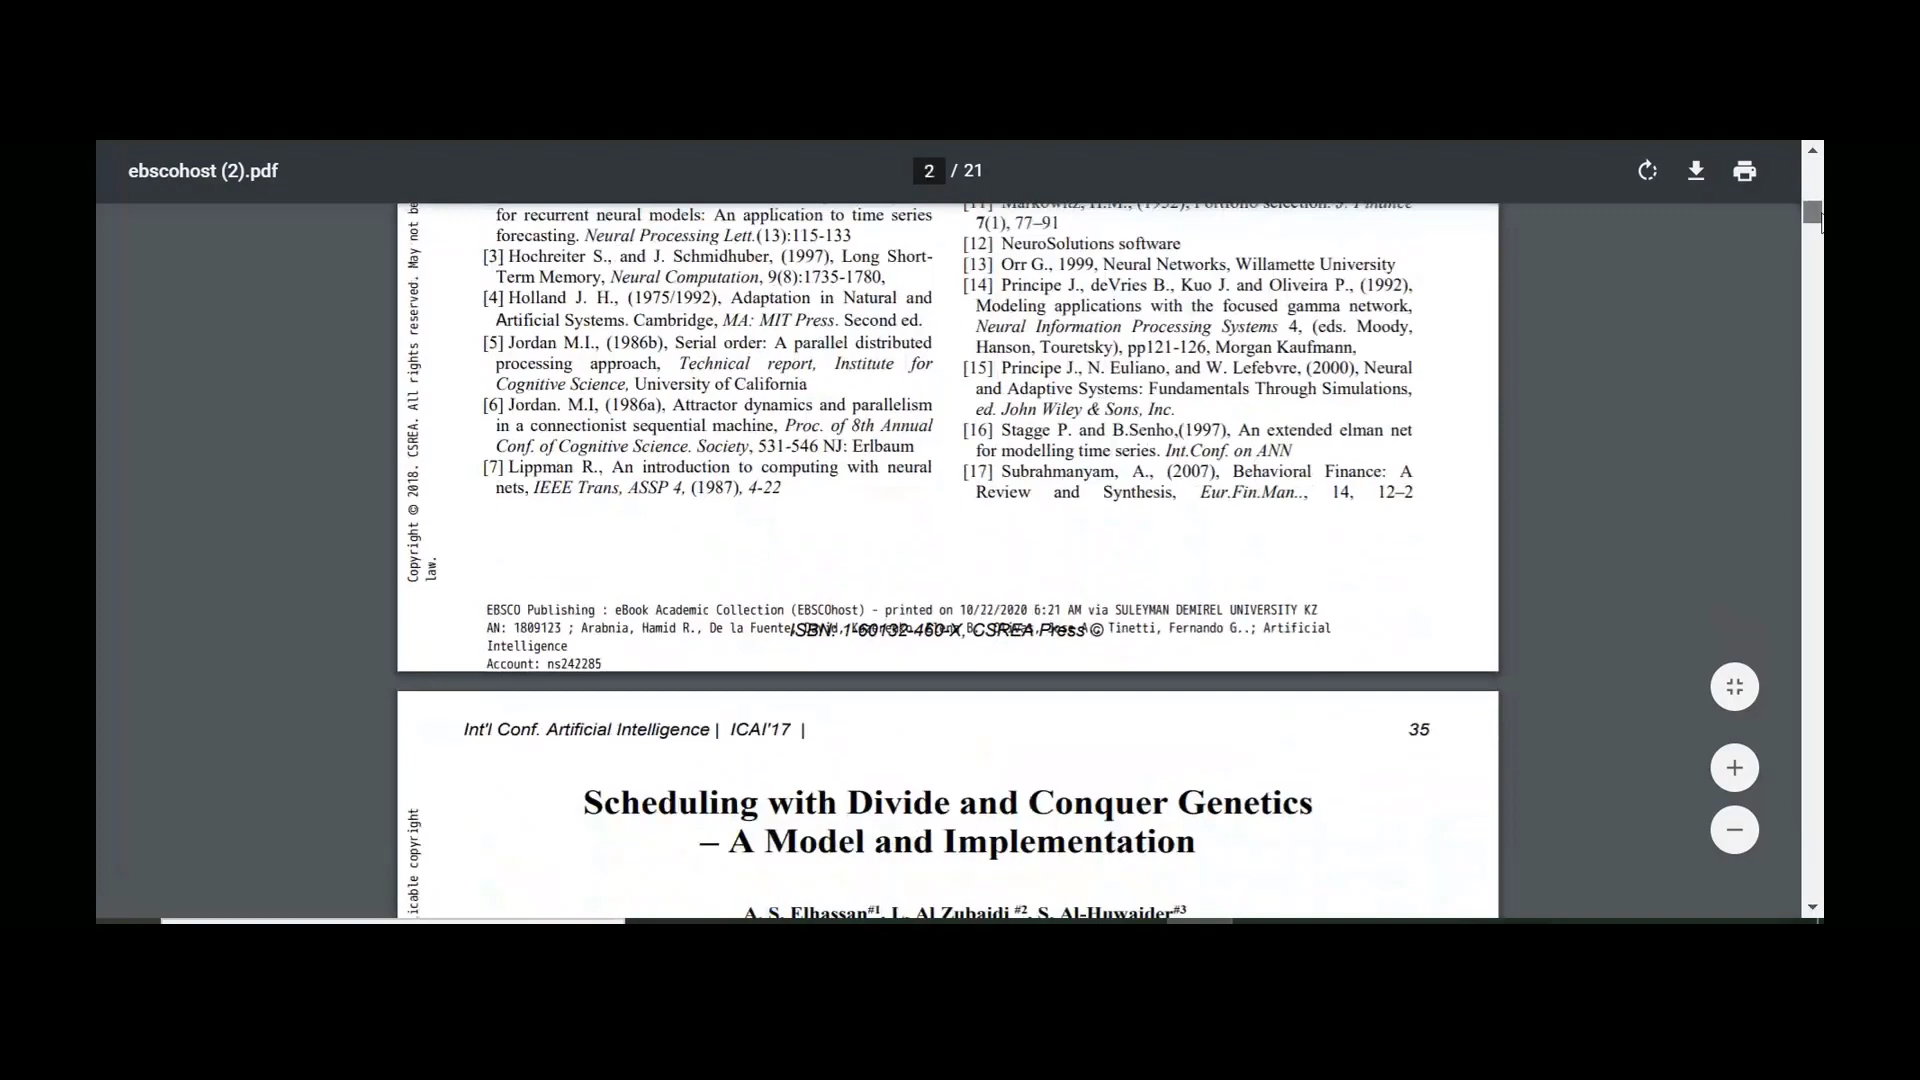 ebscohost (2).pdf
2 / 21
for recurrent neural models: An application to time series
forecasting. Neural Processing Lett.(13):115-133
[3] Hochreiter S., and J. Schmidhuber, (1997), Long Short-
Term Memory, Neural Computation, 9(8):1735-1780,
[4] Holland J. H., (1975/1992), Adaptation in Natural and
Artificial Systems. Cambridge, MA: MIT Press. Second ed.
[5] Jordan M.I., (1986b), Serial order: A parallel distributed
processing approach, Technical report, Institute for
Cognitive Science, University of California
[6] Jordan. M.I, (1986a), Attractor dynamics and parallelism
in a connectionist sequential machine, Proc. of 8th Annual
Conf. of Cognitive Science. Society, 531-546 NJ: Erlbaum
[7] Lippman R., An introduction to computing with neural
nets, IEEE Trans, ASSP 4, (1987), 4-22
[11] Markowitz, H.M., (1952), Portfolio selection. J. Finance
7(1), 77–91
[12] NeuroSolutions software
[13] Orr G., 1999, Neural Networks, Willamette University
[14] Principe J., deVries B., Kuo J. and Oliveira P., (1992),
Modeling applications with the focused gamma network,
Neural Information Processing Systems 4, (eds. Moody,
Hanson, Touretsky), pp121-126, Morgan Kaufmann,
[15] Principe J., N. Euliano, and W. Lefebvre, (2000), Neural
and Adaptive Systems: Fundamentals Through Simulations,
ed. John Wiley & Sons, Inc.
[16] Stagge P. and B.Senho,(1997), An extended elman net
for modelling time series. Int.Conf. on ANN
[17] Subrahmanyam, A., (2007), Behavioral Finance: A
Review and Synthesis, Eur.Fin.Man.., 14, 12–2
Copyright © 2018. CSREA. All rights reserved. May not be
law.
EBSCO Publishing : eBook Academic Collection (EBSCOhost) - printed on 10/22/2020 6:21 AM via SULEYMAN DEMIREL UNIVERSITY KZ
AN: 1809123 ; Arabnia, Hamid R., De la Fuente, Tinetti, Fernando G..; Artificial
ISBN: 1-60132-460-X, CSREA Press ©
Intelligence
Account: ns242285
Int'l Conf. Artificial Intelligence | ICAI'17 |
35
Scheduling with Divide and Conquer Genetics
– A Model and Implementation
A. S. Elhassan#1, L. Al Zubaidi #2, S. Al-Huwaider#3
icable copyright